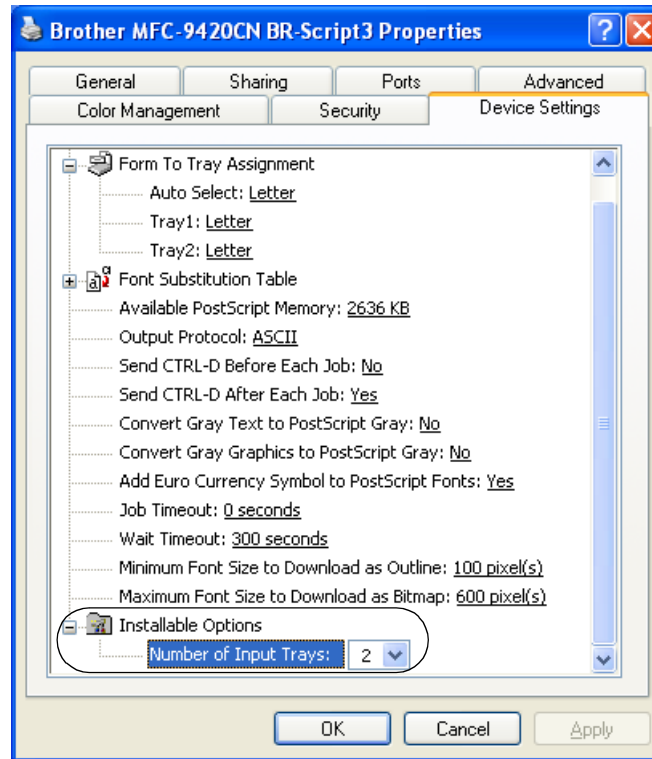 Brother MFC-9420CN BR-Script3 Properties
General Sharing Ports Advanced
Color Management Security Device Settings
Form To Tray Assignment
Auto Select: Letter
Tray1: Letter
Tray2: Letter
Font Substitution Table
Available PostScript Memory: 2636 KB
Output Protocol: ASCII
Send CTRL-D Before Each Job: No
Send CTRL-D After Each Job: Yes
Convert Gray Text to PostScript Gray: No
Convert Gray Graphics to PostScript Gray: No
Add Euro Currency Symbol to PostScript Fonts: Yes
Job Timeout: 0 seconds
Wait Timeout: 300 seconds
Minimum Font Size to Download as Outline: 100 pixel(s)
Maximum Font Size to Download as Bitmap: 600 pixel(s)
Installable Options
Number of Input Trays: 2
OK Cancel Apply